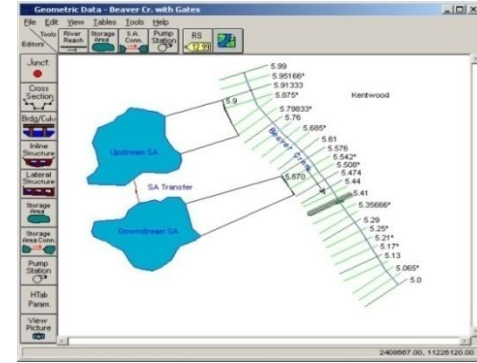 Geometric Data - Beaver Cr. with Gates
File Edit View Tables Tools Help
Tools
Editors
River
Reach
Storage
Area
S.A.
Conn.
Pump
Station
RS
Junct.
Cross
Section
Brdg/Culv
Inline
Structure
Lateral
Structure
Storage
Area
Storage
Area Conn.
Pump
Station
HTab
Param.
View
Picture
5.99
5.95166*
5.91333
5.875*
5.79833*
5.76
5.685*
5.61
5.576
5.542*
5.508*
5.474
5.44
5.41
5.35666*
5.29
5.25*
5.21*
5.17*
5.13
5.065*
5.0
Kentwood
5.9
Beaver Creek
Upstream SA
SA Transfer
5.870
Downstream SA
2408667.00, 11226120.00